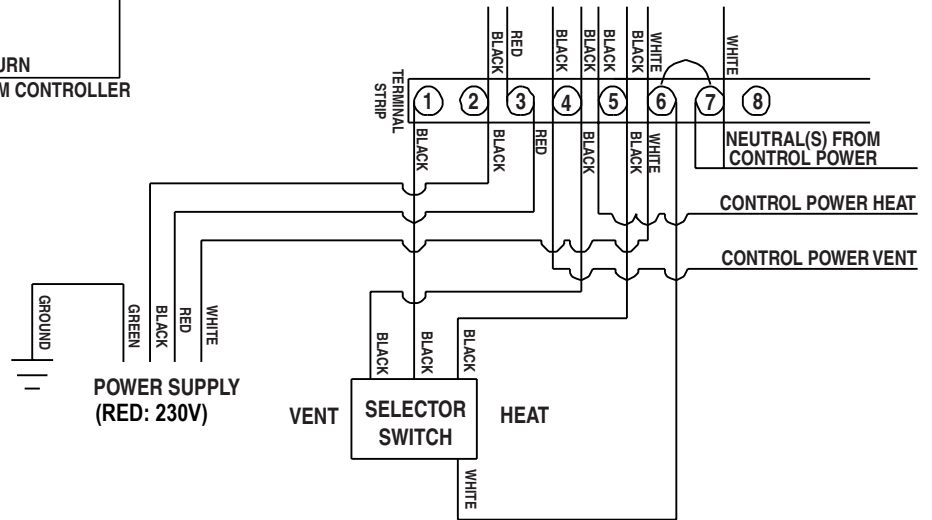 URN
M CONTROLLER
BLACK
RED
BLACK
BLACK
BLACK
BLACK
WHITE
WHITE
TERMINAL
STRIP
1
2
3
4
5
6
7
8
BLACK
BLACK
RED
BLACK
BLACK
WHITE
NEUTRAL(S) FROM
CONTROL POWER
CONTROL POWER HEAT
CONTROL POWER VENT
GROUND
GREEN
BLACK
RED
WHITE
POWER SUPPLY
(RED: 230V)
BLACK
BLACK
BLACK
VENT
SELECTOR
SWITCH
HEAT
WHITE